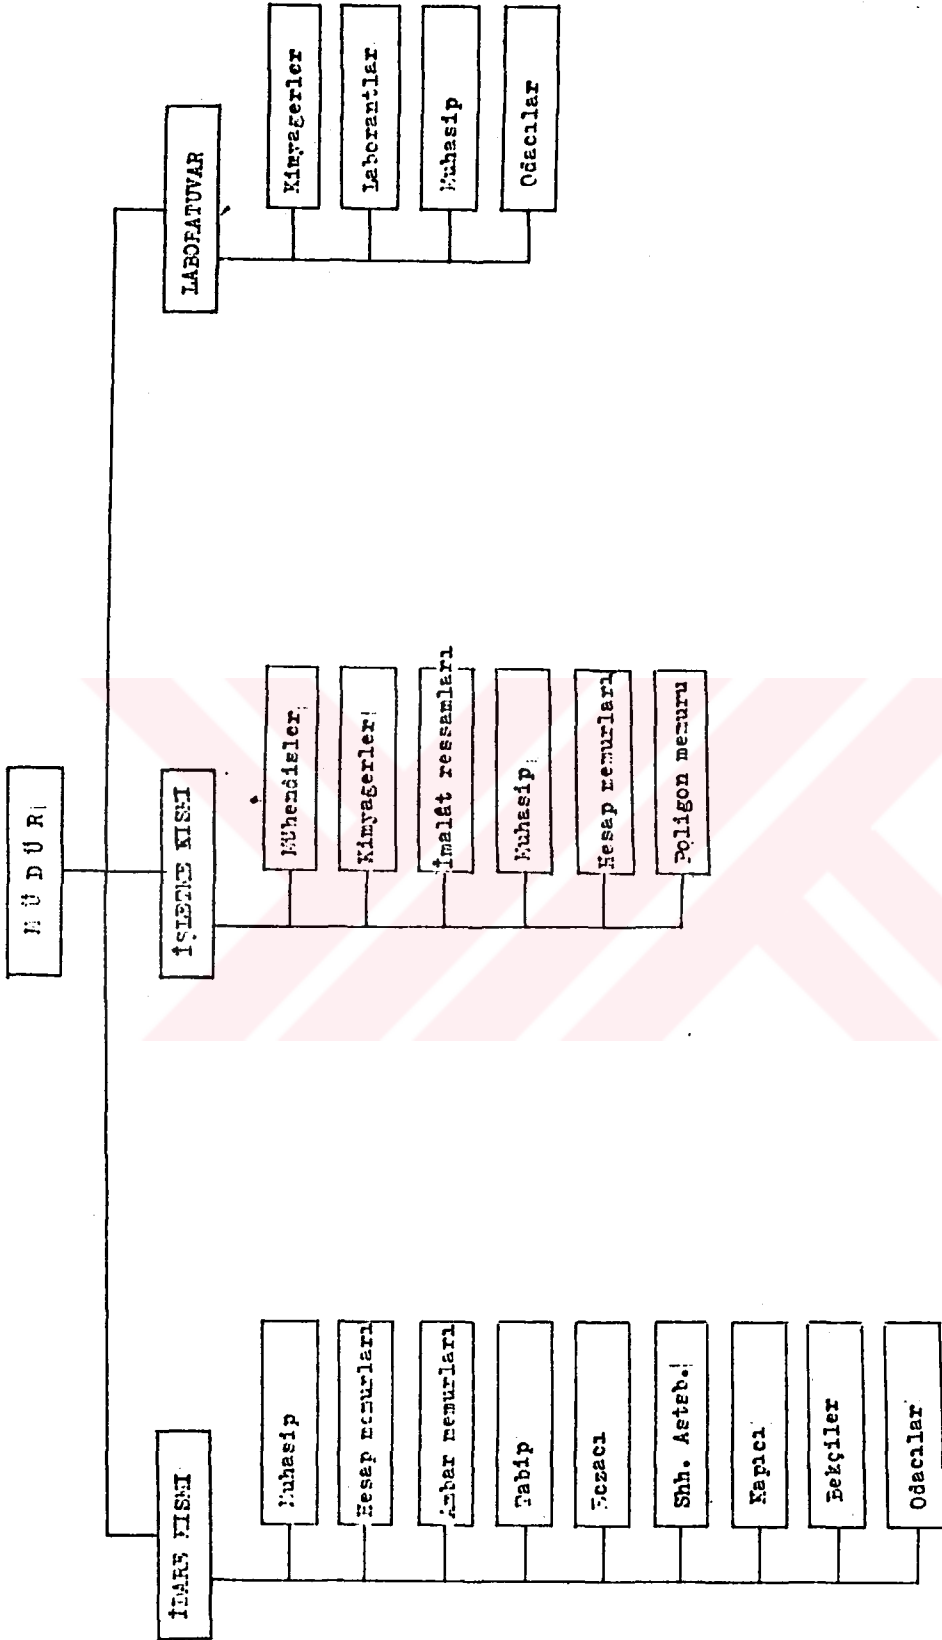 M Ü D Ü R
İDARE KISMI
Muhasip
Hesap memurları
Ambar memurları
Tabip
Eczacı
Shh. Asteb.
Kapıcı
Bekçiler
Odacılar
İŞLETME KISMI
Mühendisler
Kimyagerler
İmalât ressamları
Muhasip
Hesap memurları
Poligon memuru
LABORATUVAR
Kimyagerler
Laborantlar
Muhasip
Odacılar